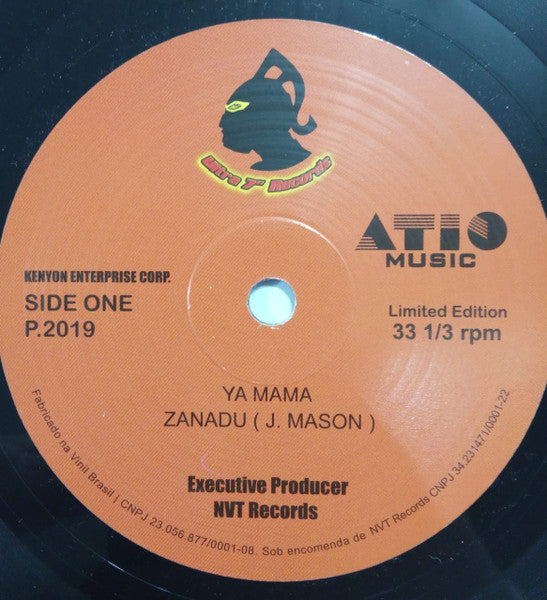 Ultra 7" Records
ATIO
MUSIC
KENYON ENTERPRISE CORP.
SIDE ONE
P.2019
Limited Edition
33 1/3 rpm
YA MAMA
ZANADU ( J. MASON )
Executive Producer
NVT Records
Fabricado na Vinil Brasil | CNPJ 23.056.877/0001-08. Sob encomenda de NVT Records CNPJ 34.231471/0001-22